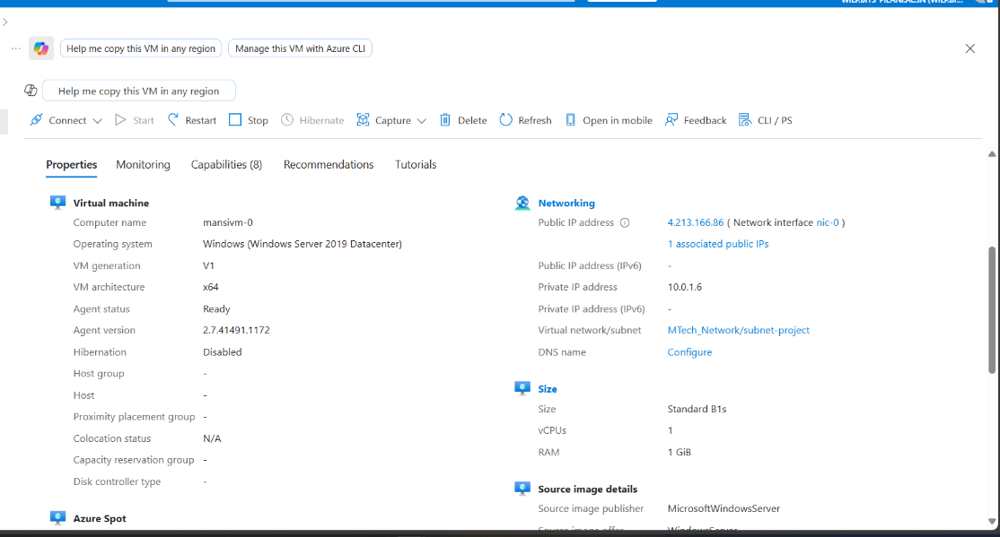 Help me copy this VM in any region
Manage this VM with Azure CLI
Help me copy this VM in any region
Connect Start Restart Stop Hibernate Capture Delete Refresh Open in mobile Feedback CLI / PS
Properties Monitoring Capabilities (8) Recommendations Tutorials
Virtual machine
Computer name mansivm-0
Operating system Windows (Windows Server 2019 Datacenter)
VM generation V1
VM architecture x64
Agent status Ready
Agent version 2.7.41491.1172
Hibernation Disabled
Host group -
Host -
Proximity placement group -
Colocation status N/A
Capacity reservation group -
Disk controller type -
Azure Spot
Networking
Public IP address 4.213.166.86 ( Network interface nic-0 )
1 associated public IPs
Public IP address (IPv6) -
Private IP address 10.0.1.6
Private IP address (IPv6) -
Virtual network/subnet MTech_Network/subnet-project
DNS name Configure
Size
Size Standard B1s
vCPUs 1
RAM 1 GiB
Source image details
Source image publisher MicrosoftWindowsServer
Source image offer WindowsServer